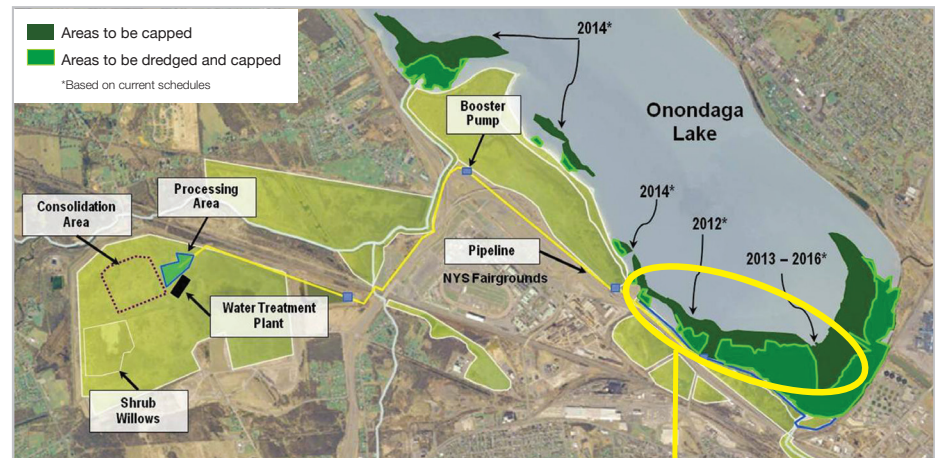 Areas to be capped
Areas to be dredged and capped
*Based on current schedules
2014*
Booster
Pump
Onondaga
Lake
Processing
Area
Consolidation
Area
2014*
2012*
Pipeline
2013 – 2016*
NYS Fairgrounds
Water Treatment
Plant
Shrub
Willows